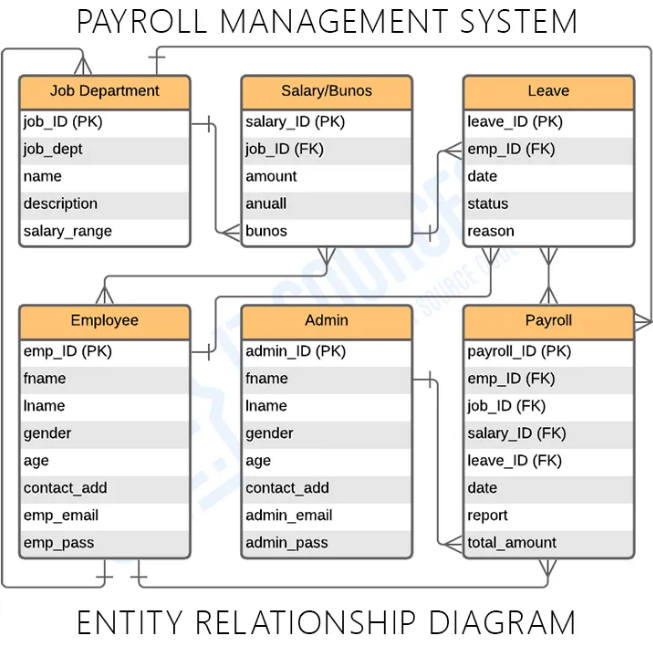 PAYROLL MANAGEMENT SYSTEM
Job Department
job_ID (PK)
job_dept
name
description
salary_range
Salary/Bunos
salary_ID (PK)
job_ID (FK)
amount
anuall
bunos
Leave
leave_ID (PK)
emp_ID (FK)
date
status
reason
Employee
emp_ID (PK)
fname
lname
gender
age
contact_add
emp_email
emp_pass
Admin
admin_ID (PK)
fname
lname
gender
age
contact_add
admin_email
admin_pass
Payroll
payroll_ID (PK)
emp_ID (FK)
job_ID (FK)
salary_ID (FK)
leave_ID (FK)
date
report
total_amount
ENTITY RELATIONSHIP DIAGRAM